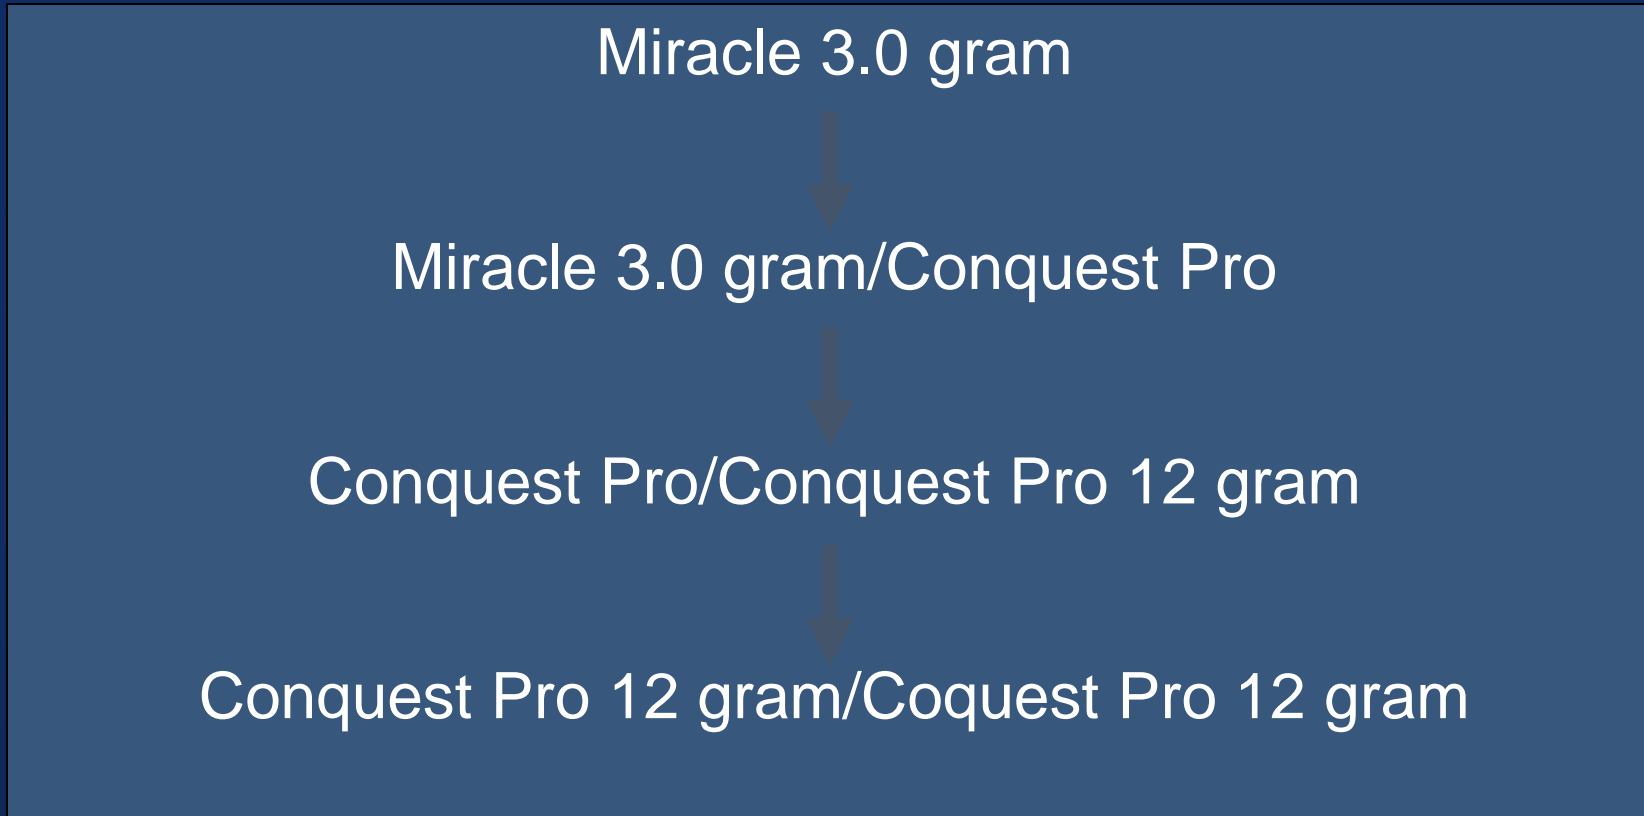 Miracle 3.0 gram
Miracle 3.0 gram/Conquest Pro
Conquest Pro/Conquest Pro 12 gram
Conquest Pro 12 gram/Coquest Pro 12 gram